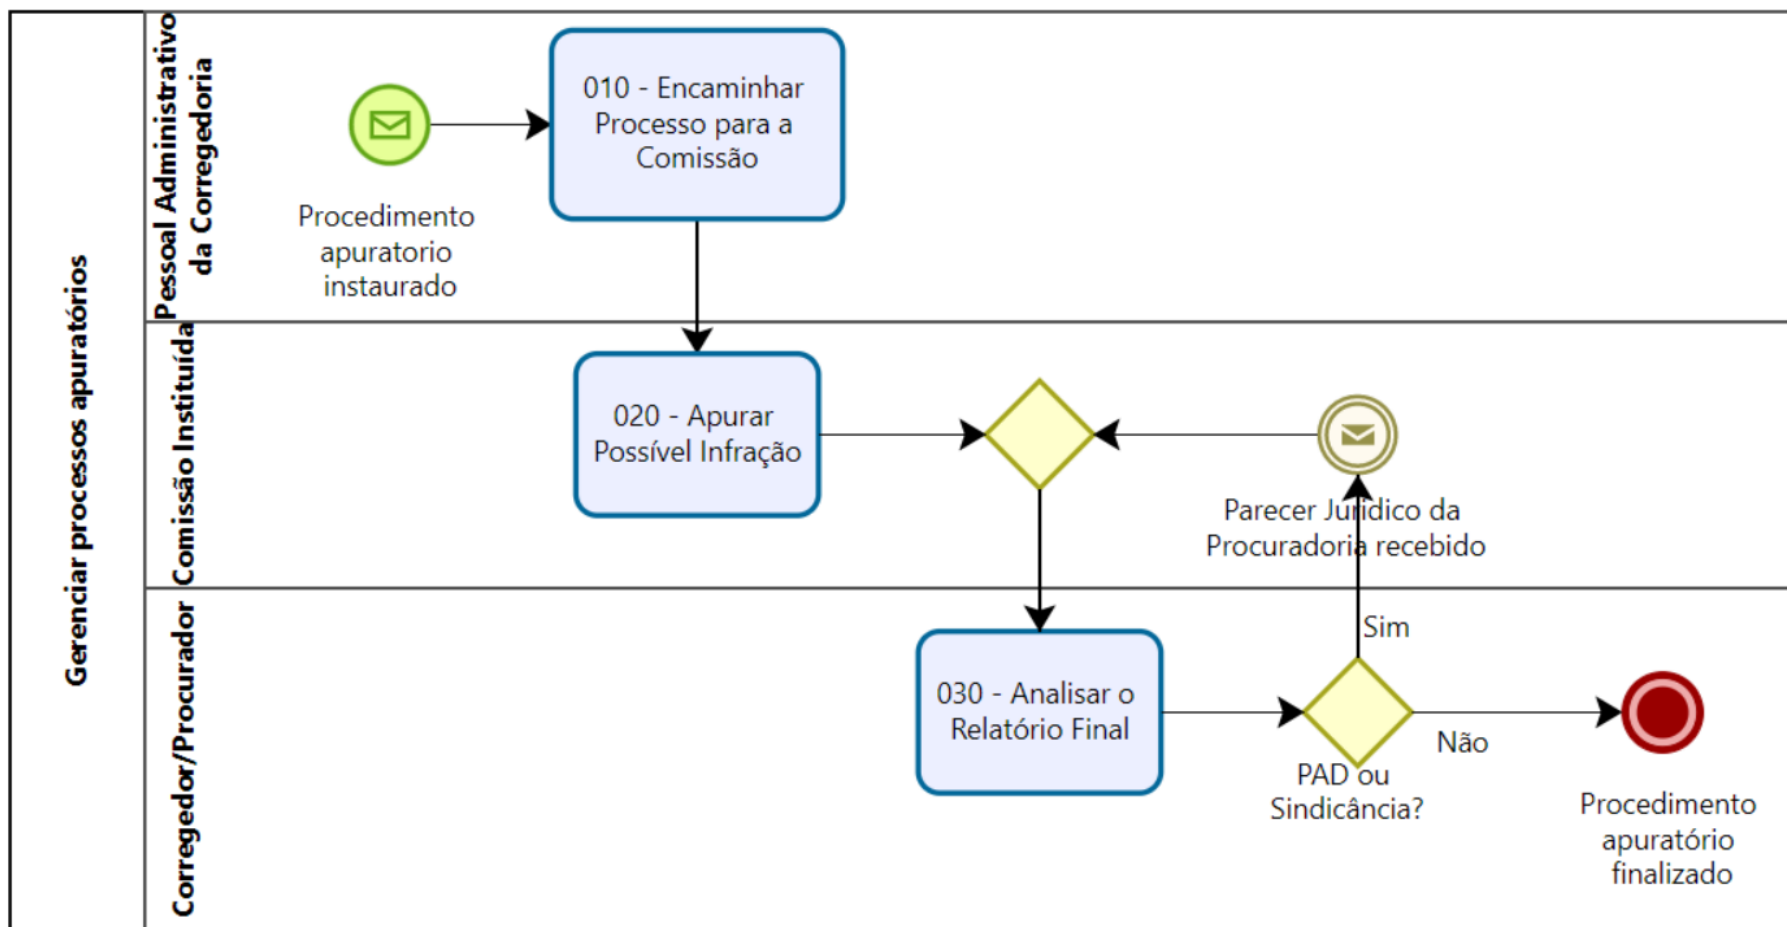 Gerenciar processos apuratórios
Pessoal Administrativo
da Corregedoria
Procedimento
apuratorio
instaurado
010 - Encaminhar
Processo para a
Comissão
Comissão Instituída
020 - Apurar
Possível Infração
Parecer Jurídico da
Procuradoria recebido
Corregedor/Procurador
030 - Analisar o
Relatório Final
Sim
PAD ou
Sindicância?
Não
Procedimento
apuratório
finalizado